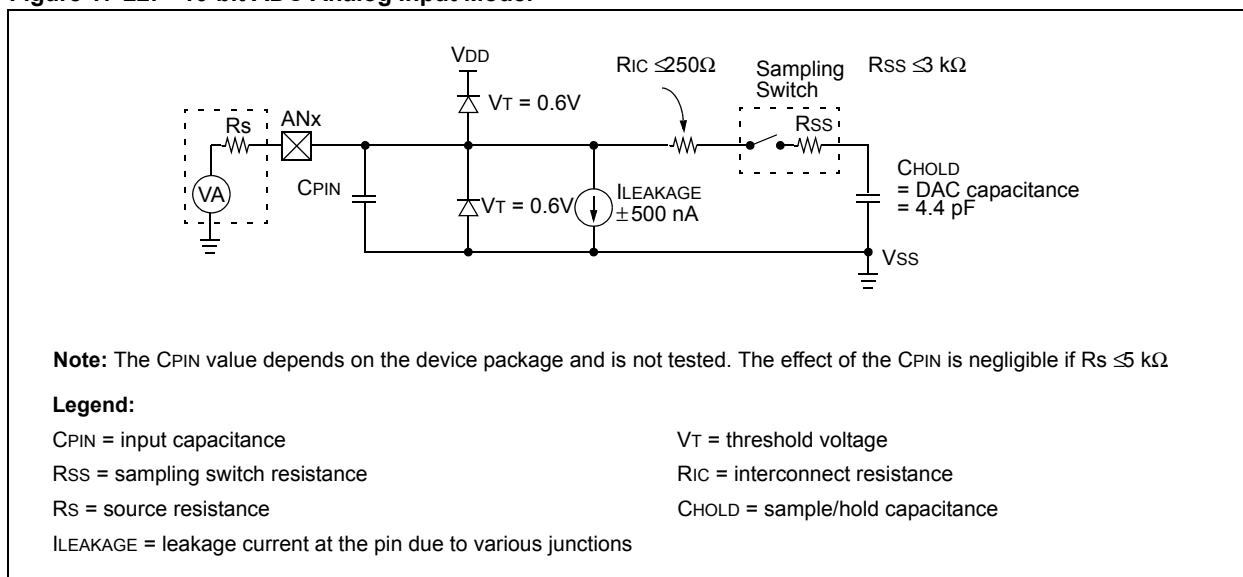 VDD
RIC ≤250Ω
Sampling
Switch
RSS ≤3 kΩ
VT = 0.6V
Rs
ANx
RSS
VA
CPIN
VT = 0.6V
ILEAKAGE
±500 nA
CHOLD
= DAC capacitance
= 4.4 pF
VSS
Note: The CPIN value depends on the device package and is not tested. The effect of the CPIN is negligible if Rs ≤5 kΩ
Legend:
CPIN = input capacitance
VT = threshold voltage
RSS = sampling switch resistance
RIC = interconnect resistance
RS = source resistance
CHOLD = sample/hold capacitance
ILEAKAGE = leakage current at the pin due to various junctions